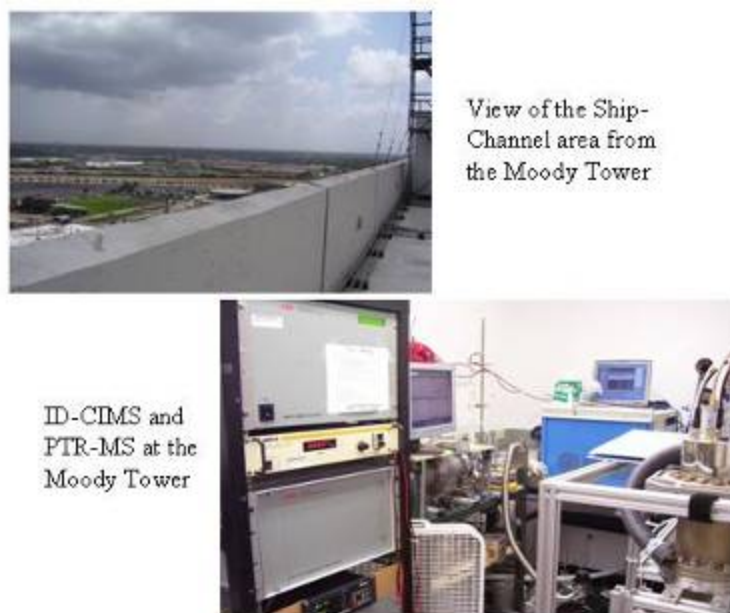 View of the Ship-
Channel area from
the Moody Tower
ID-CIMS and
PTR-MS at the
Moody Tower